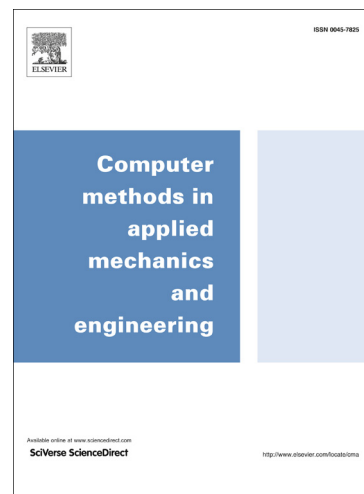 ISSN 0045-7825
ELSEVIER
Computer
methods in
applied
mechanics
and
engineering
Available online at www.sciencedirect.com
SciVerse ScienceDirect
http://www.elsevier.com/locate/cma